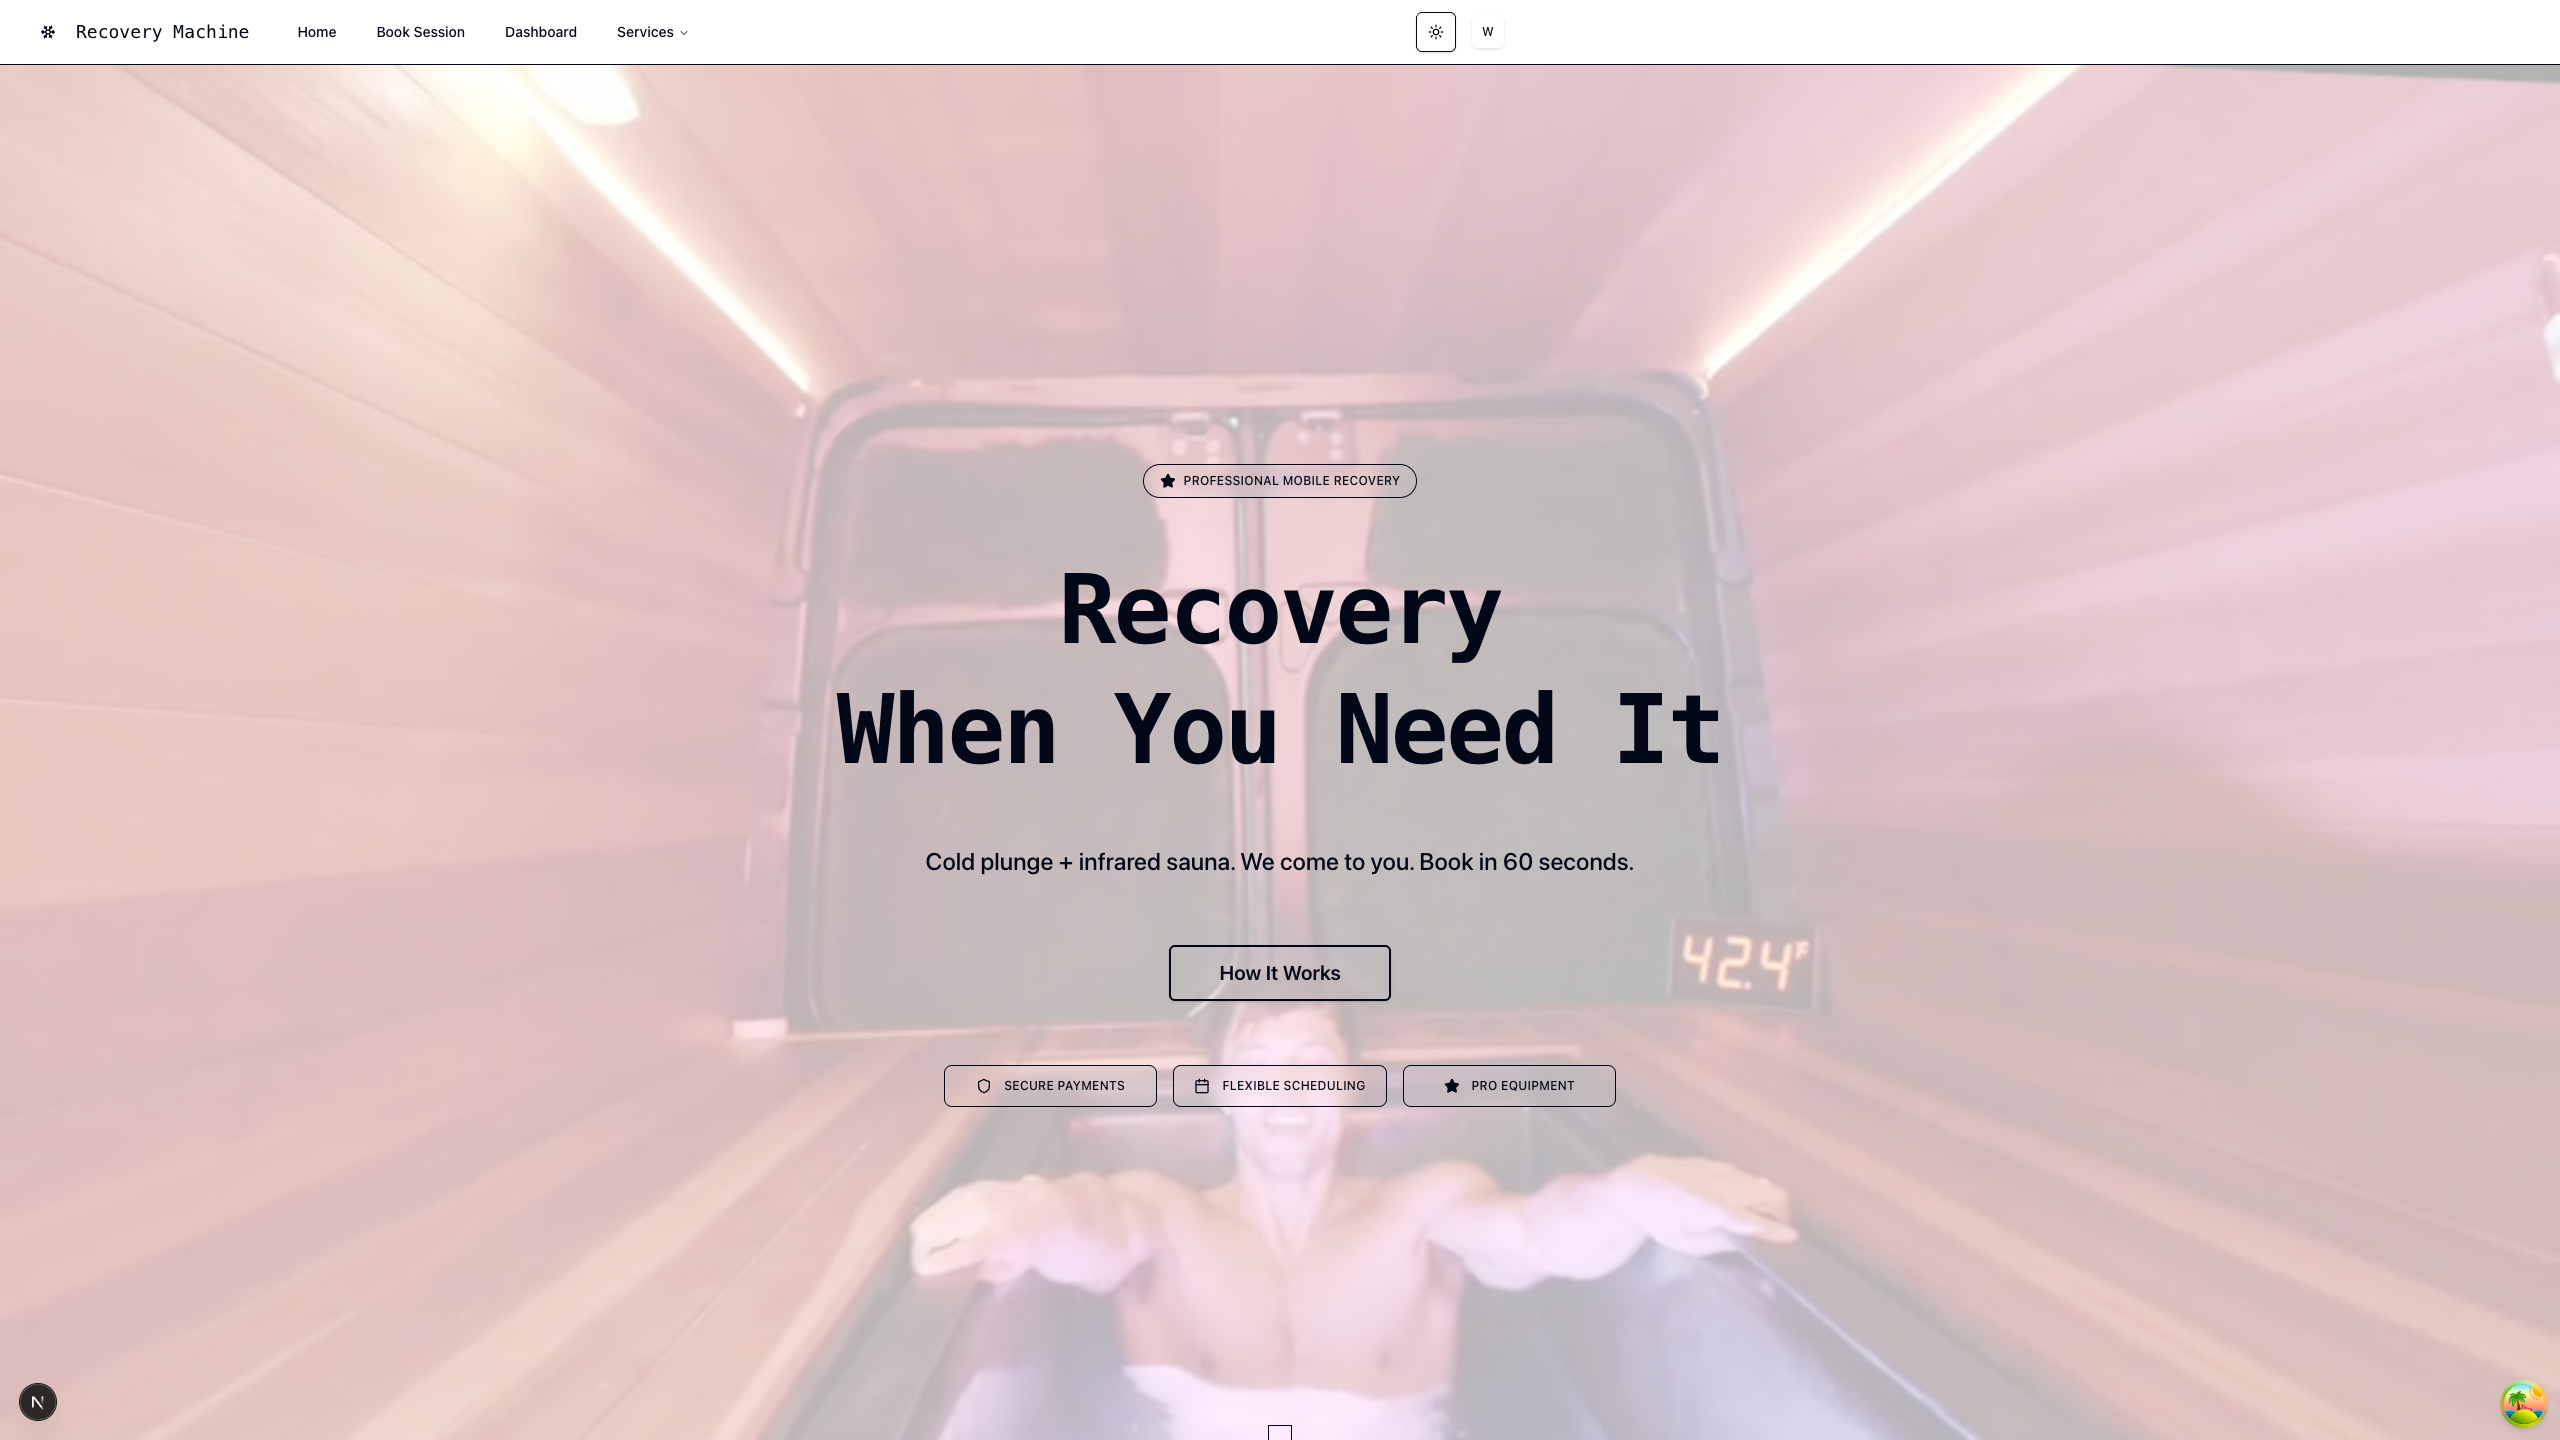 Recovery Machine
Home
Book Session
Dashboard
Services
W
PROFESSIONAL MOBILE RECOVERY
Recovery
When You Need It
Cold plunge + infrared sauna. We come to you. Book in 60 seconds.
42.4°F
How It Works
SECURE PAYMENTS
FLEXIBLE SCHEDULING
PRO EQUIPMENT
N